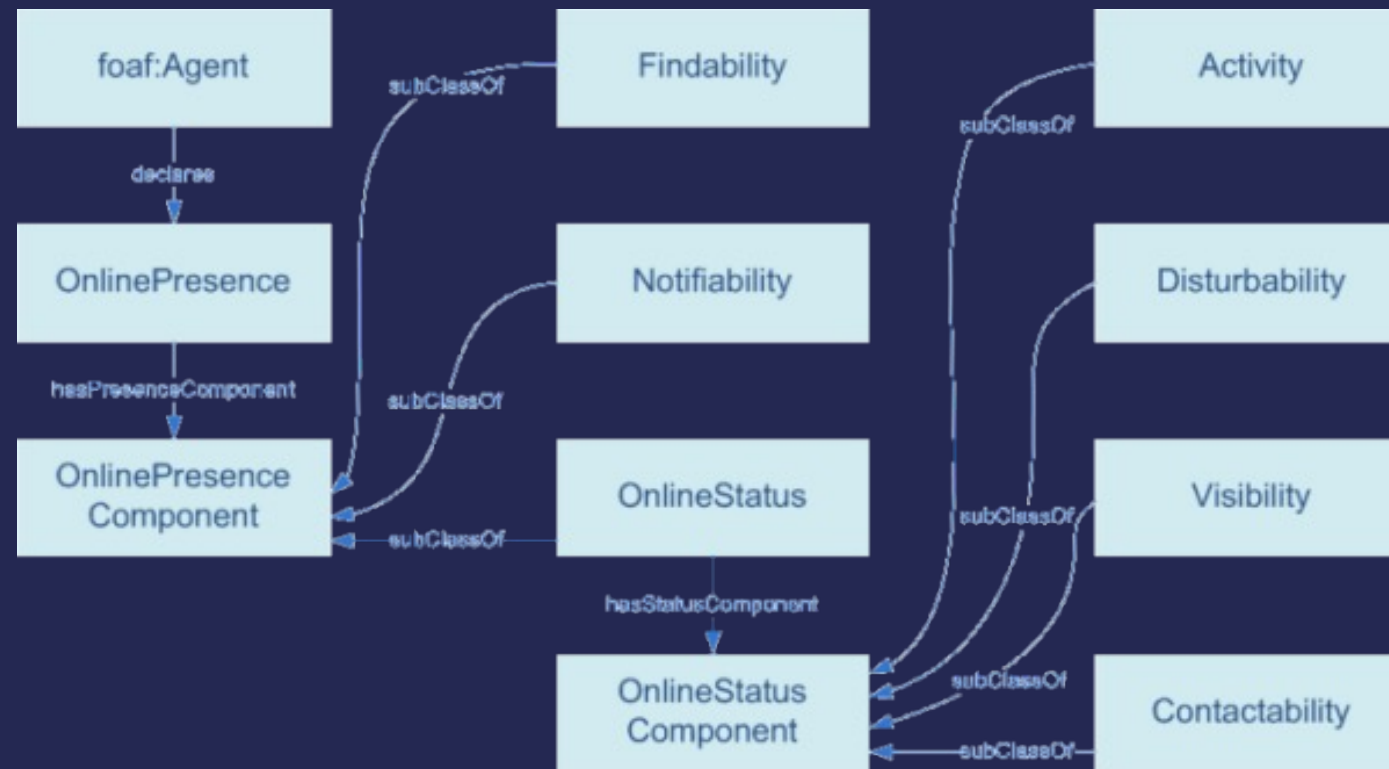 foaf:Agent
Findability
Activity
subClassOf
subClassOf
declares
OnlinePresence
Notifiability
Disturbability
hasPresenceComponent
subClassOf
OnlinePresence
Component
OnlineStatus
Visibility
subClassOf
subClassOf
hasStatusComponent
subClassOf
OnlineStatus
Component
Contactability
subClassOf